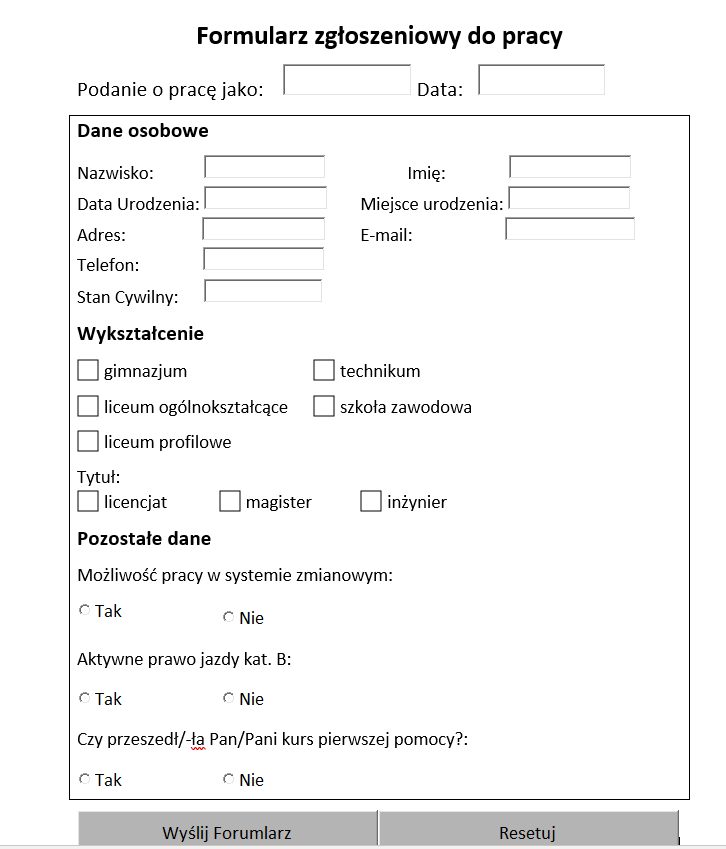 Formularz zgłoszeniowy do pracy
Podanie o pracę jako: Data:
Dane osobowe
Nazwisko: Imię:
Data Urodzenia: Miejsce urodzenia:
Adres: E-mail:
Telefon:
Stan Cywilny:
Wykształcenie
gimnazjum technikum
liceum ogólnokształcące szkoła zawodowa
liceum profilowe
Tytuł:
licencjat magister inżynier
Pozostałe dane
Możliwość pracy w systemie zmianowym:
Tak Nie
Aktywne prawo jazdy kat. B:
Tak Nie
Czy przeszedł/-ła Pan/Pani kurs pierwszej pomocy?:
Tak Nie
Wyślij Forumlarz Resetuj